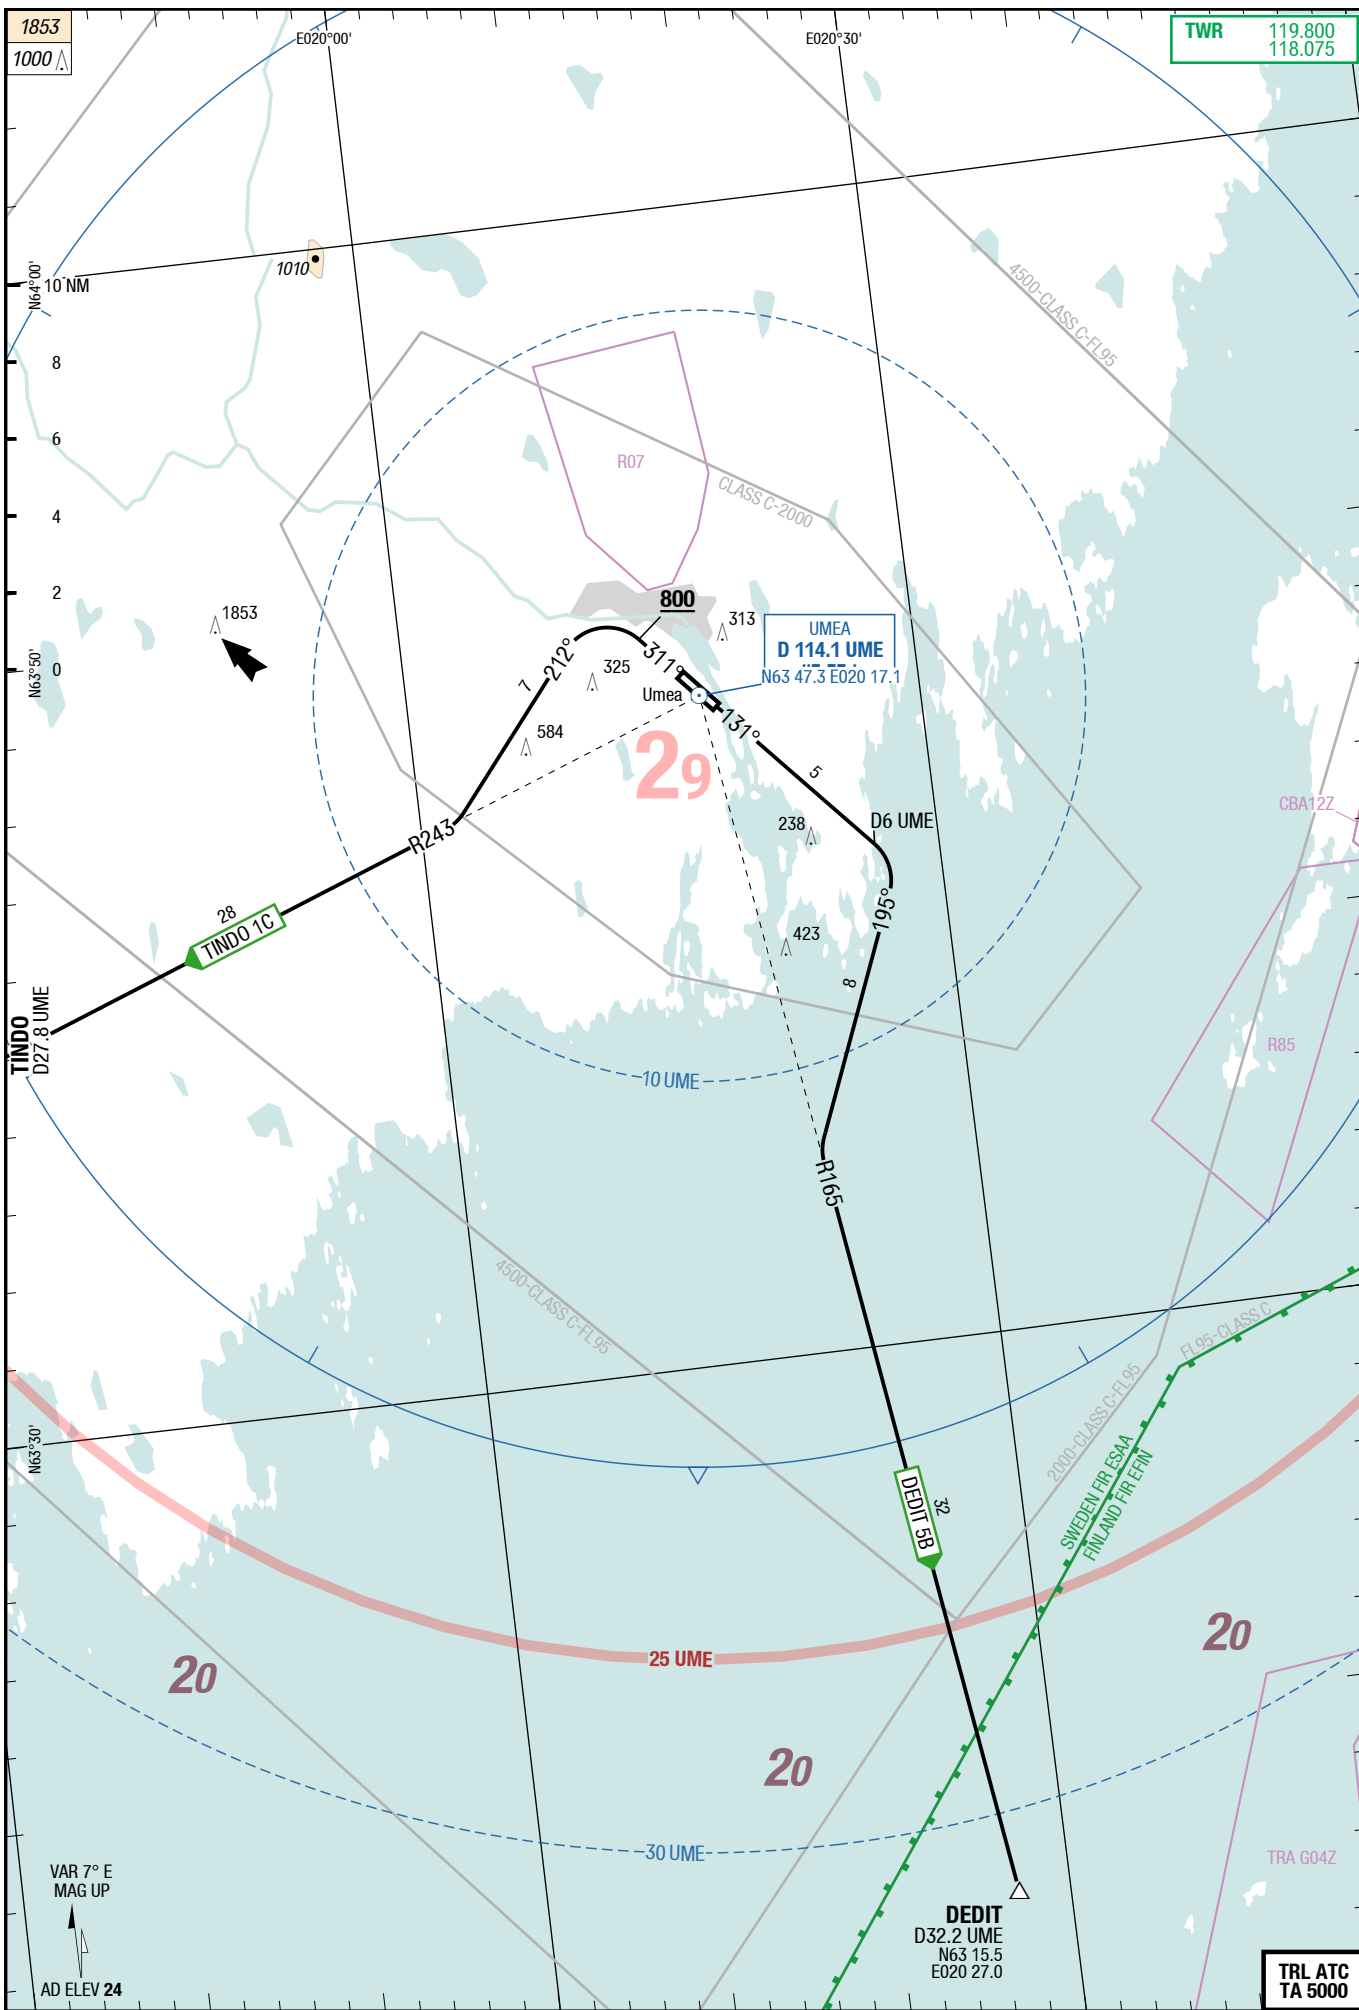 1853
1000
E020°00'
E020°30'
TWR 119.800
118.075
1010
N64°00'
10 NM
8
6
4
2
0
N63°50'
4500-CLASS C-FL95
R07
CLASS C-2000
800
1853
313
UMEA
D 114.1 UME
N63 47.3 E020 17.1
311°
212°
7
325
Umea
584
131°
29
5
CBA12Z
238
D6 UME
R243
195°
28
TINDO 1C
423
8
TINDO
D27.8 UME
R85
10 UME
R165
4500-CLASS C-FL95
FL95-CLASS C
2000-CLASS C-FL95
N63°30'
SWEDEN FIR ESAA
FINLAND FIR EFIN
DEDIT 5B
32
20
25 UME
20
20
30 UME
TRA G04Z
VAR 7° E
MAG UP
DEDIT
D32.2 UME
N63 15.5
E020 27.0
AD ELEV 24
TRL ATC
TA 5000